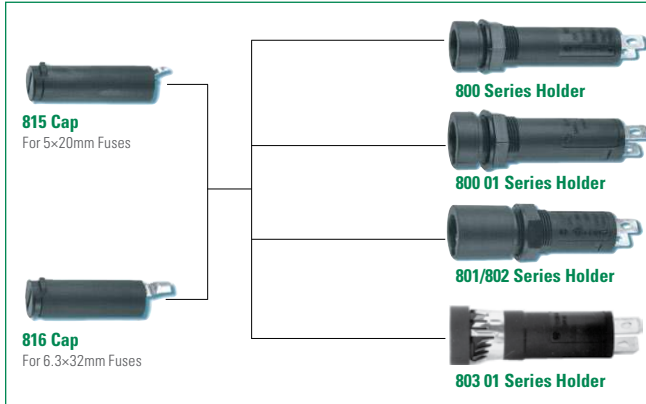 815 Cap
For 5×20mm Fuses
816 Cap
For 6.3×32mm Fuses
800 Series Holder
800 01 Series Holder
801/802 Series Holder
803 01 Series Holder